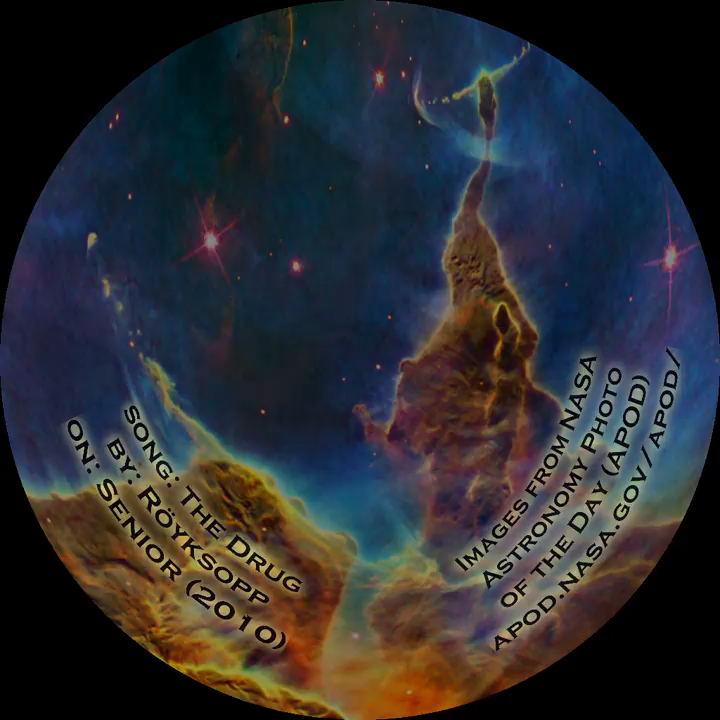 song: The Drug
by: Röyksopp
on: Senior (2010)
Images from NASA
Astronomy Photo
of the Day (APOD)
apod.nasa.gov/apod/